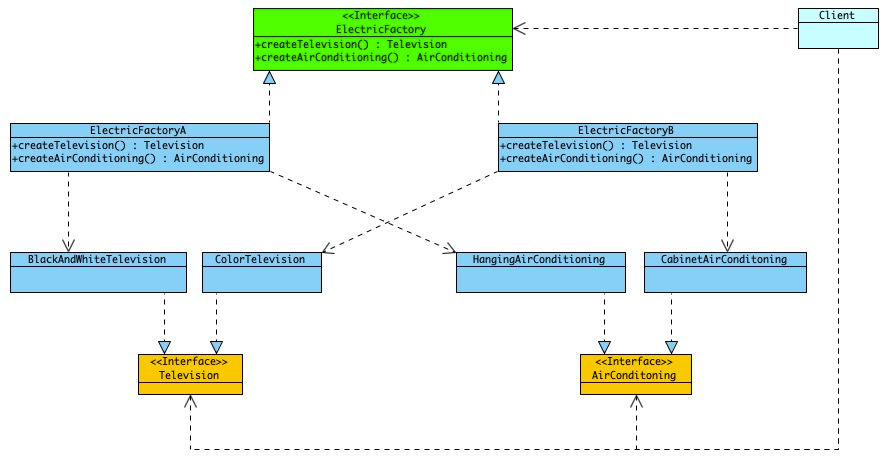 <<Interface>>
ElectricFactory
+createTelevision() : Television
+createAirConditioning() : AirConditioning
Client
ElectricFactoryA
+createTelevision() : Television
+createAirConditioning() : AirConditioning
ElectricFactoryB
+createTelevision() : Television
+createAirConditioning() : AirConditioning
BlackAndWhiteTelevision
ColorTelevision
HangingAirConditioning
CabinetAirConditoning
<<Interface>>
Television
<<Interface>>
AirConditoning